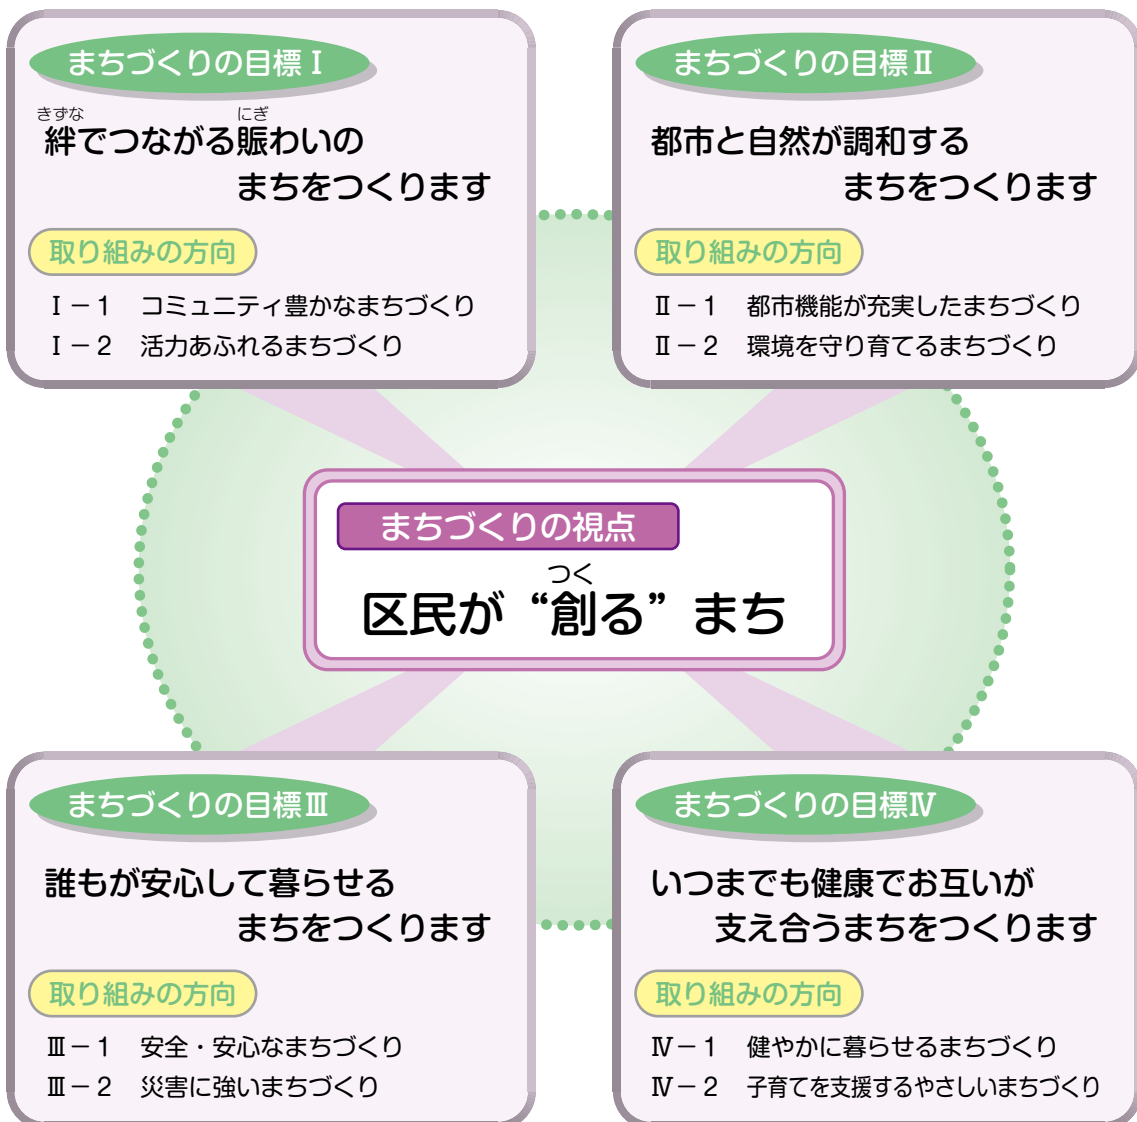 まちづくりの目標Ⅰ
きずな にぎ
絆でつながる賑わいの
まちをつくります
取り組みの方向
Ⅰ－1 コミュニティ豊かなまちづくり
Ⅰ－2 活力あふれるまちづくり
まちづくりの目標Ⅱ
都市と自然が調和する
まちをつくります
取り組みの方向
Ⅱ－1 都市機能が充実したまちづくり
Ⅱ－2 環境を守り育てるまちづくり
まちづくりの視点
つく
区民が“創る”まち
まちづくりの目標Ⅲ
誰もが安心して暮らせる
まちをつくります
取り組みの方向
Ⅲ－1 安全・安心なまちづくり
Ⅲ－2 災害に強いまちづくり
まちづくりの目標Ⅳ
いつまでも健康でお互いが
支え合うまちをつくります
取り組みの方向
Ⅳ－1 健やかに暮らせるまちづくり
Ⅳ－2 子育てを支援するやさしいまちづくり